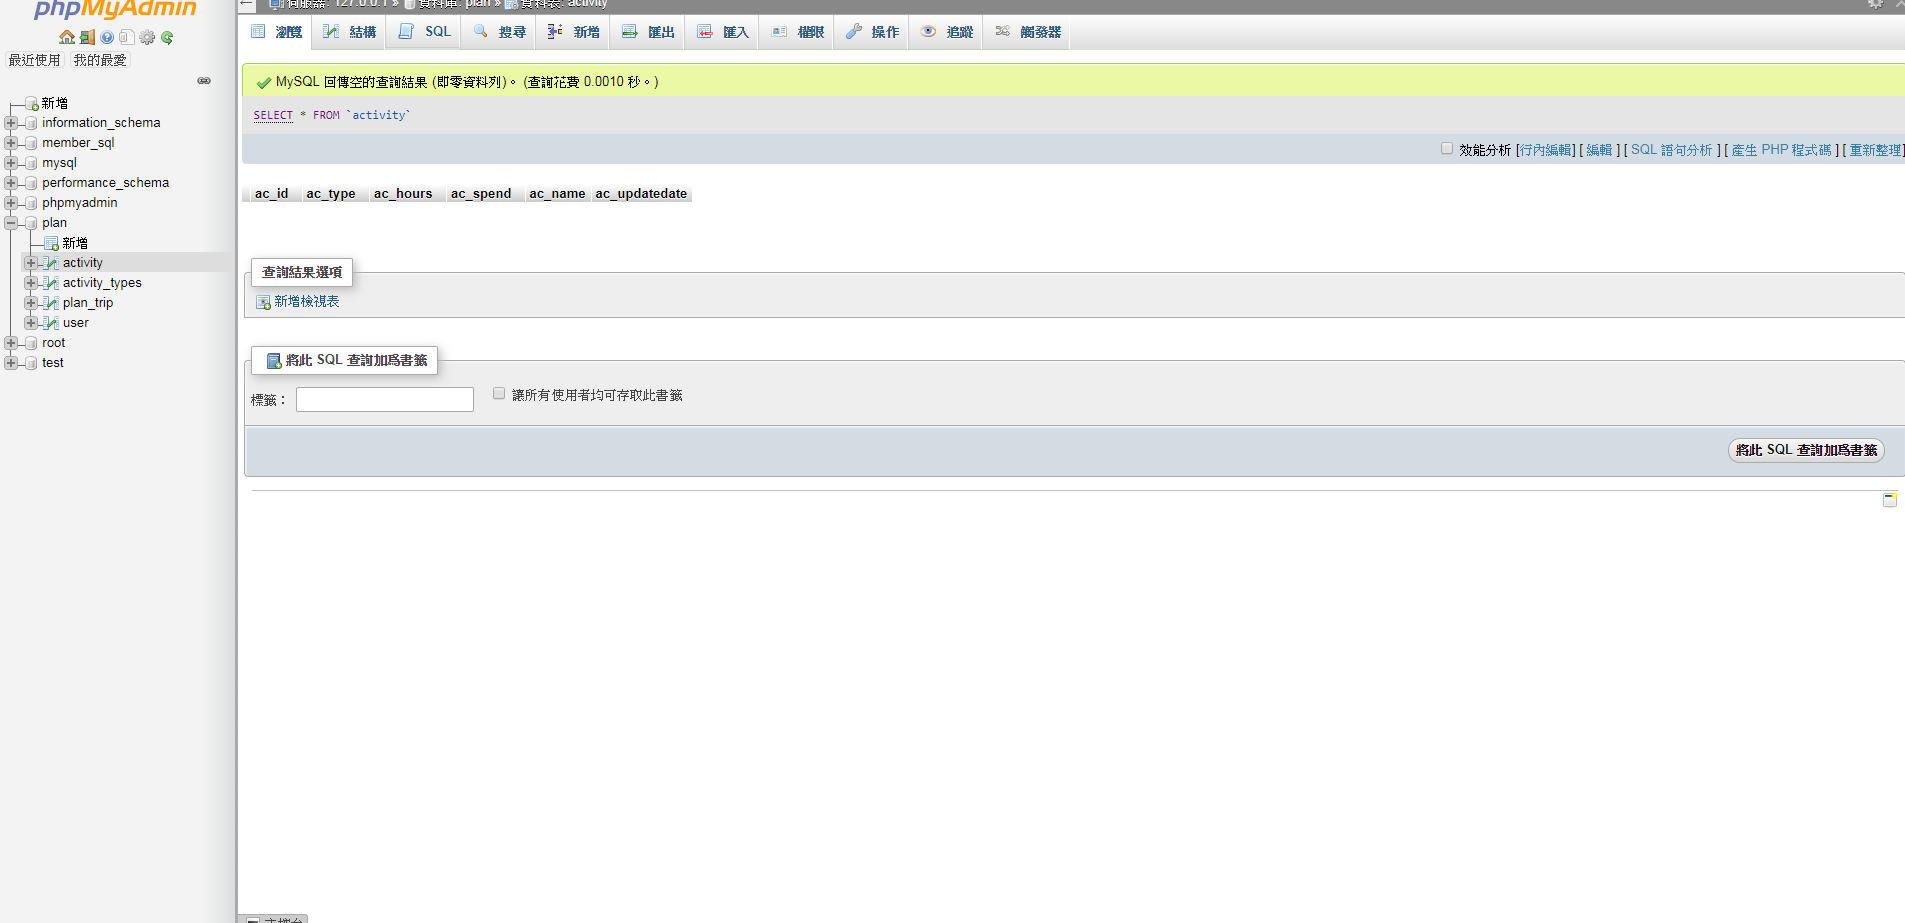 phpMyAdmin
最近使用 我的最愛
新增
information_schema
member_sql
mysql
performance_schema
phpmyadmin
plan
新增
activity
activity_types
plan_trip
user
root
test
伺服器: 127.0.0.1 » 資料庫: plan » 資料表: activity
瀏覽 結構 SQL 搜尋 新增 匯出 匯入 權限 操作 追蹤 觸發器
MySQL 回傳空的查詢結果 (即零資料列)。 (查詢花費 0.0010 秒。)
SELECT * FROM `activity`
效能分析 [行內編輯] [ 編輯 ] [ SQL 語句分析 ] [ 產生 PHP 程式碼 ] [ 重新整理]
ac_id ac_type ac_hours ac_spend ac_name ac_updatedate
查詢結果選項
新增檢視表
將此 SQL 查詢加為書籤
標籤： 讓所有使用者均可存取此書籤
將此 SQL 查詢加為書籤
主控台